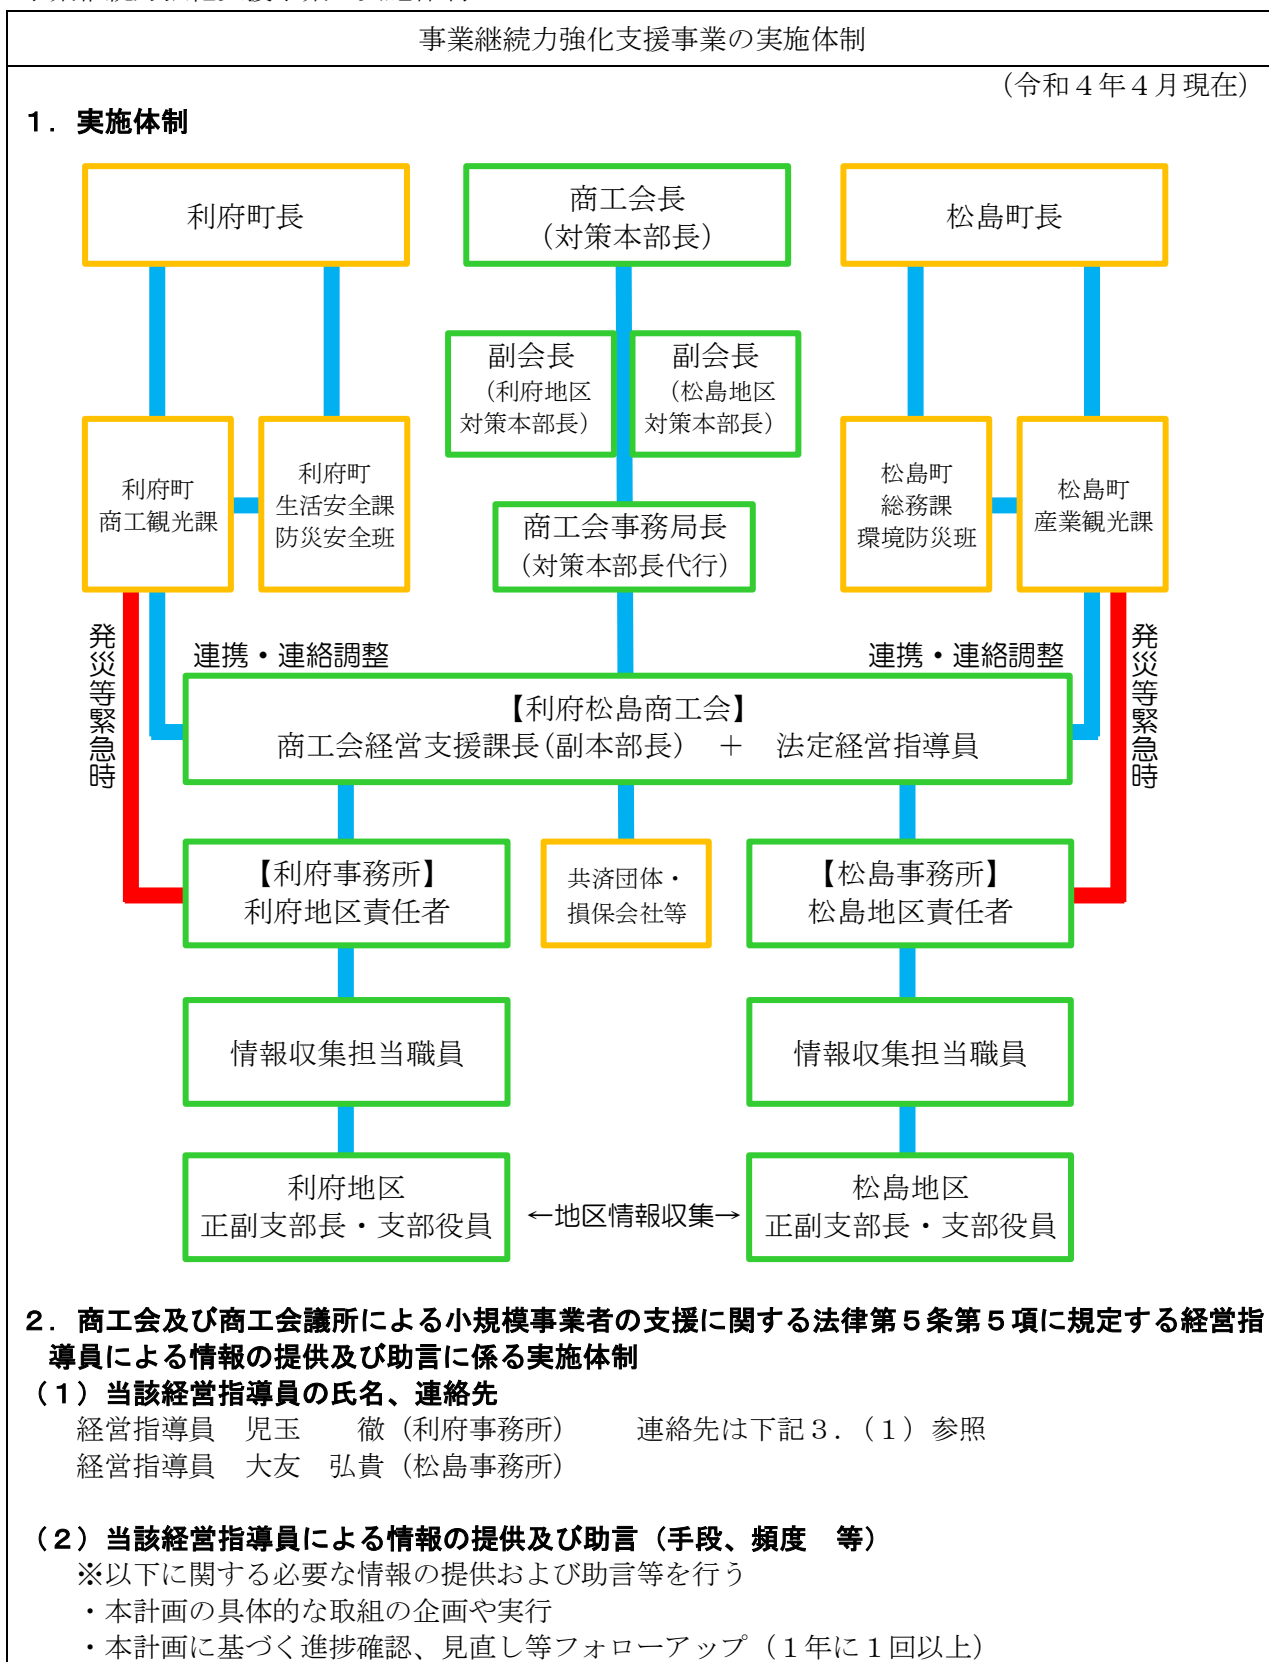 事業継続力強化支援事業の実施体制
（令和４年４月現在）
１．実施体制
利府町長
商工会長
（対策本部長）
松島町長
副会長
（利府地区
対策本部長）
副会長
（松島地区
対策本部長）
利府町
商工観光課
利府町
生活安全課
防災安全班
商工会事務局長
（対策本部長代行）
松島町
総務課
環境防災班
松島町
産業観光課
発災等緊急時
連携・連絡調整
連携・連絡調整
発災等緊急時
【利府松島商工会】
商工会経営支援課長（副本部長）　＋　法定経営指導員
【利府事務所】
利府地区責任者
共済団体・
損保会社等
【松島事務所】
松島地区責任者
情報収集担当職員
情報収集担当職員
利府地区
正副支部長・支部役員
←地区情報収集→
松島地区
正副支部長・支部役員
２．商工会及び商工会議所による小規模事業者の支援に関する法律第５条第５項に規定する経営指
導員による情報の提供及び助言に係る実施体制
（１）当該経営指導員の氏名、連絡先
経営指導員　児玉　　徹（利府事務所）　　連絡先は下記３．（１）参照
経営指導員　大友　弘貴（松島事務所）
（２）当該経営指導員による情報の提供及び助言（手段、頻度　等）
※以下に関する必要な情報の提供および助言等を行う
・本計画の具体的な取組の企画や実行
・本計画に基づく進捗確認、見直し等フォローアップ（１年に１回以上）